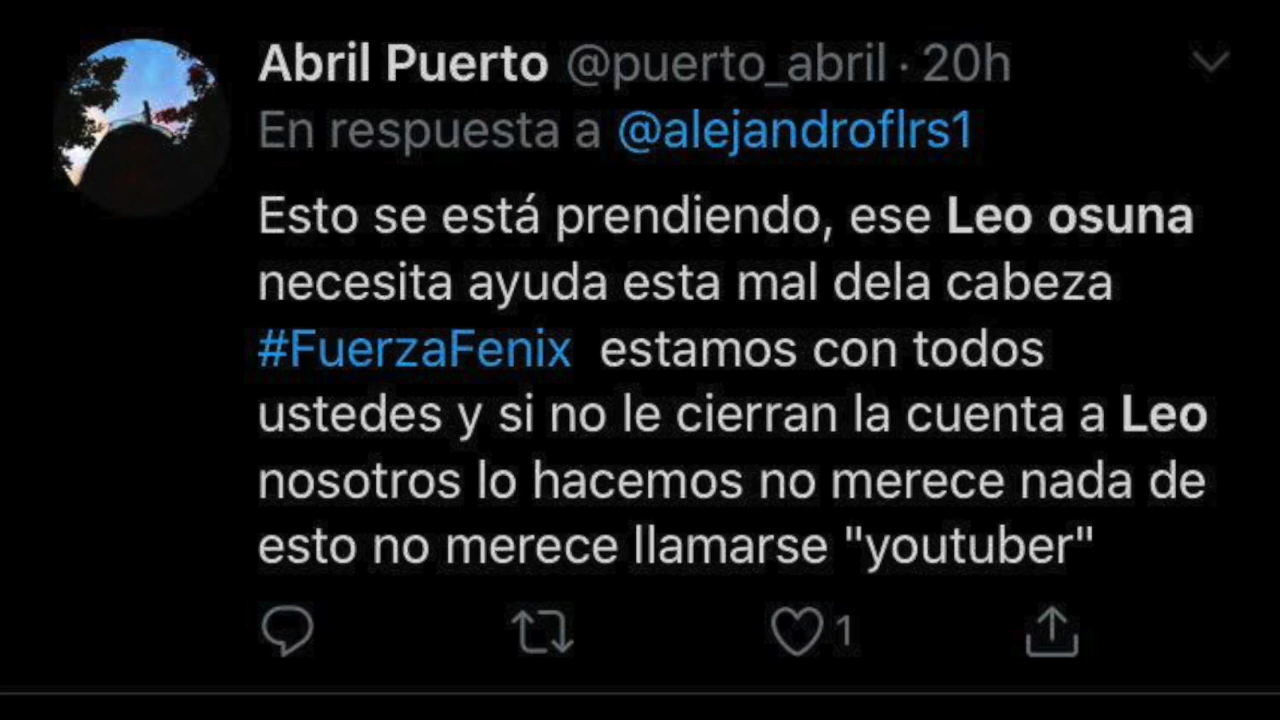 Abril Puerto @puerto_abril · 20h
En respuesta a @alejandroflrs1
Esto se está prendiendo, ese Leo osuna
necesita ayuda esta mal dela cabeza
#FuerzaFenix estamos con todos
ustedes y si no le cierran la cuenta a Leo
nosotros lo hacemos no merece nada de
esto no merece llamarse "youtuber"
1